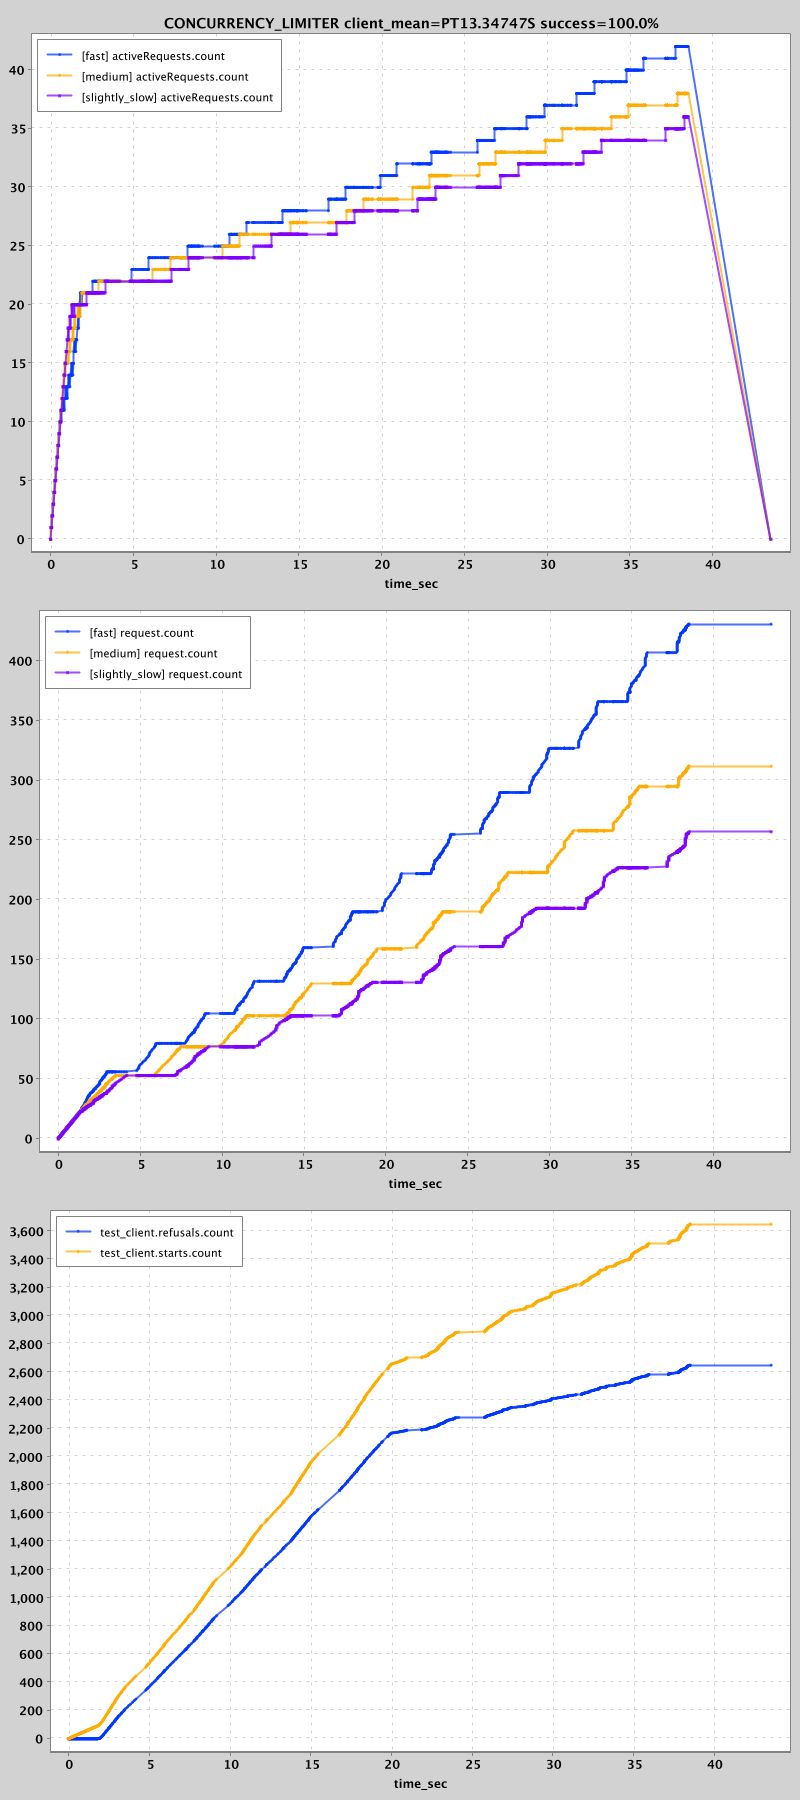 CONCURRENCY_LIMITER client_mean=PT13.34747S success=100.0%
[fast] activeRequests.count
[medium] activeRequests.count
[slightly_slow] activeRequests.count
40
35
30
25
20
15
10
5
0
0 5 10 15 20 25 30 35 40
time_sec
[fast] request.count
[medium] request.count
[slightly_slow] request.count
400
350
300
250
200
150
100
50
0
0 5 10 15 20 25 30 35 40
time_sec
test_client.refusals.count
test_client.starts.count
3,600
3,400
3,200
3,000
2,800
2,600
2,400
2,200
2,000
1,800
1,600
1,400
1,200
1,000
800
600
400
200
0
0 5 10 15 20 25 30 35 40
time_sec